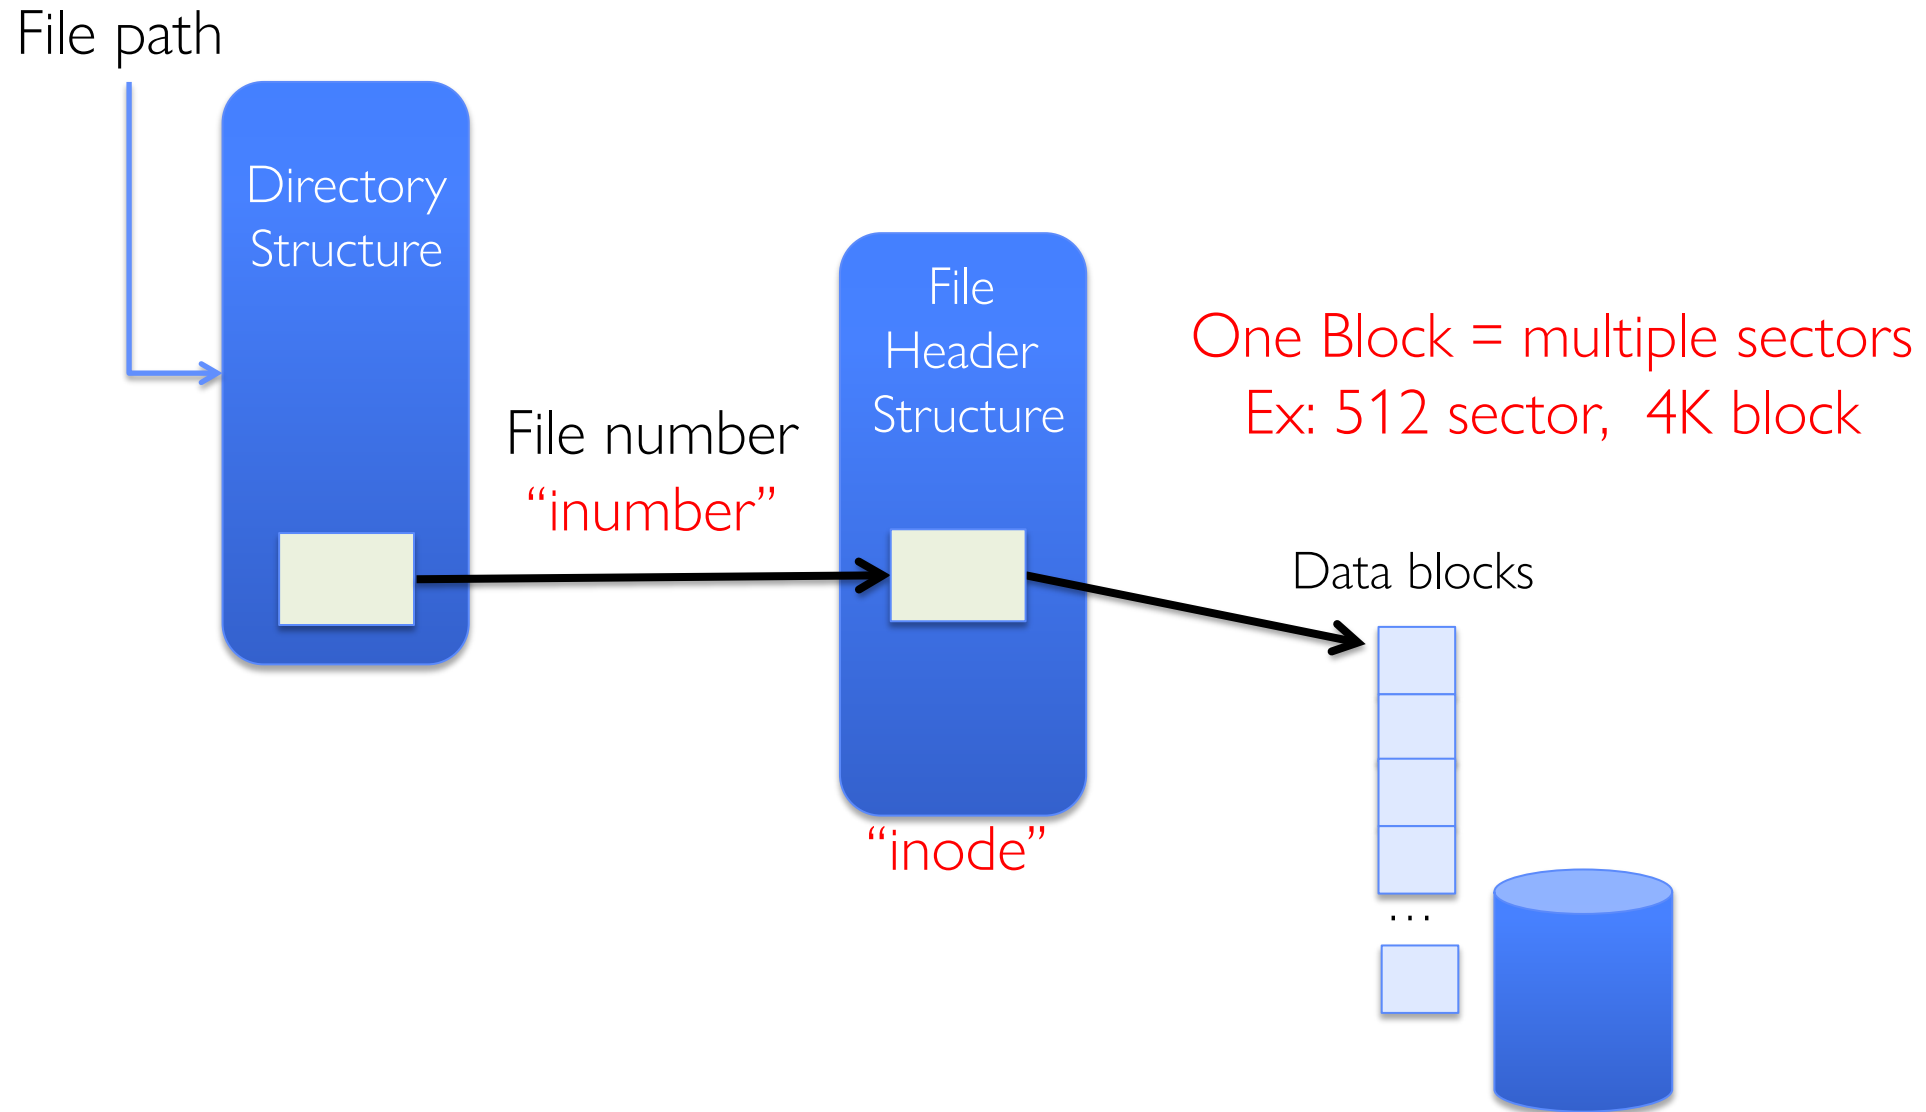 File path
Directory
Structure
File number
“inumber”
File
Header
Structure
“inode”
One Block = multiple sectors
Ex: 512 sector, 4K block
Data blocks
...